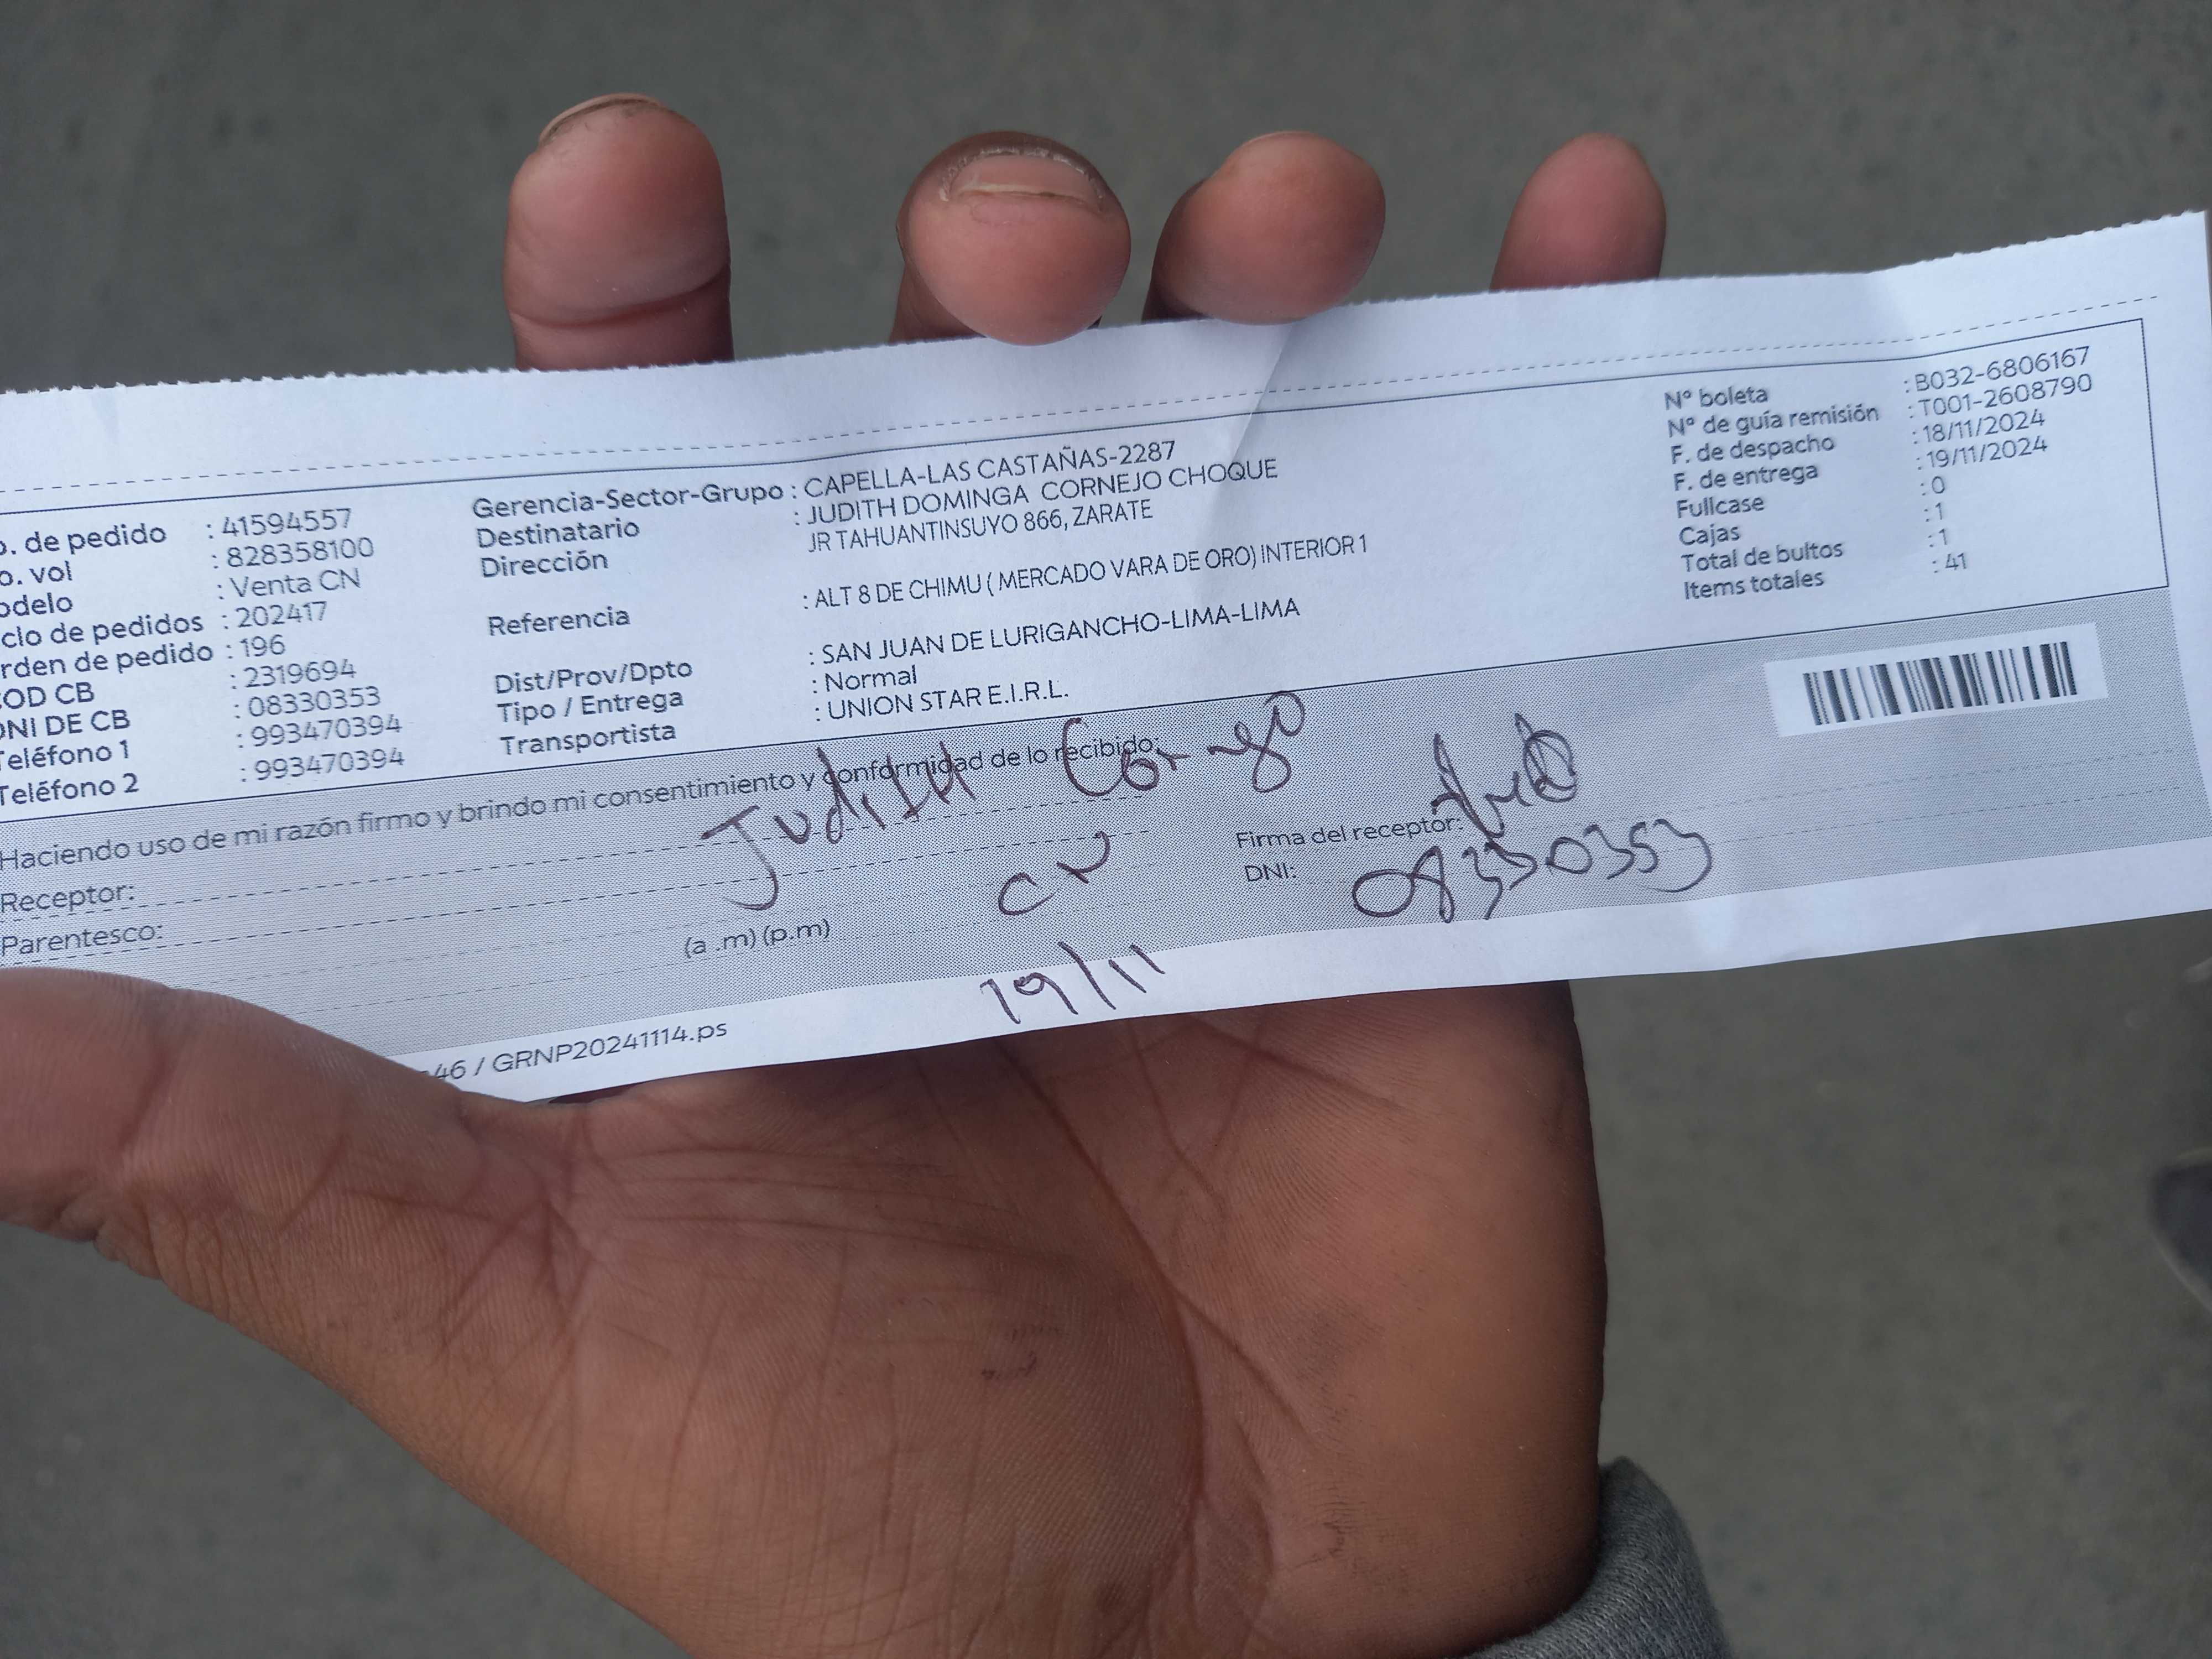 o. de pedido : 41594557
o. vol : 828358100
odelo : Venta CN
clo de pedidos : 202417
rden de pedido : 196
OD CB : 2319694
NI DE CB : 08330353
Teléfono 1 : 993470394
Teléfono 2 : 993470394
Gerencia-Sector-Grupo : CAPELLA-LAS CASTAÑAS-2287
Destinatario : JUDITH DOMINGA CORNEJO CHOQUE
Dirección JR TAHUANTINSUYO 866, ZARATE
Referencia : ALT 8 DE CHIMU ( MERCADO VARA DE ORO) INTERIOR 1
Dist/Prov/Dpto : SAN JUAN DE LURIGANCHO-LIMA-LIMA
Tipo / Entrega : Normal
Transportista : UNION STAR E.I.R.L.
Nº boleta : B032-6806167
Nº de guía remisión : T001-2608790
F. de despacho : 18/11/2024
F. de entrega : 19/11/2024
Fullcase : 0
Cajas : 1
Total de bultos : 1
Items totales : 41
Haciendo uso de mi razón firmo y brindo mi consentimiento y conformidad de lo recibido:
Receptor: Judith
Parentesco:
(a .m) (p.m)
Firma del receptor:
DNI: 08330353
19/11
46 / GRNP20241114.ps